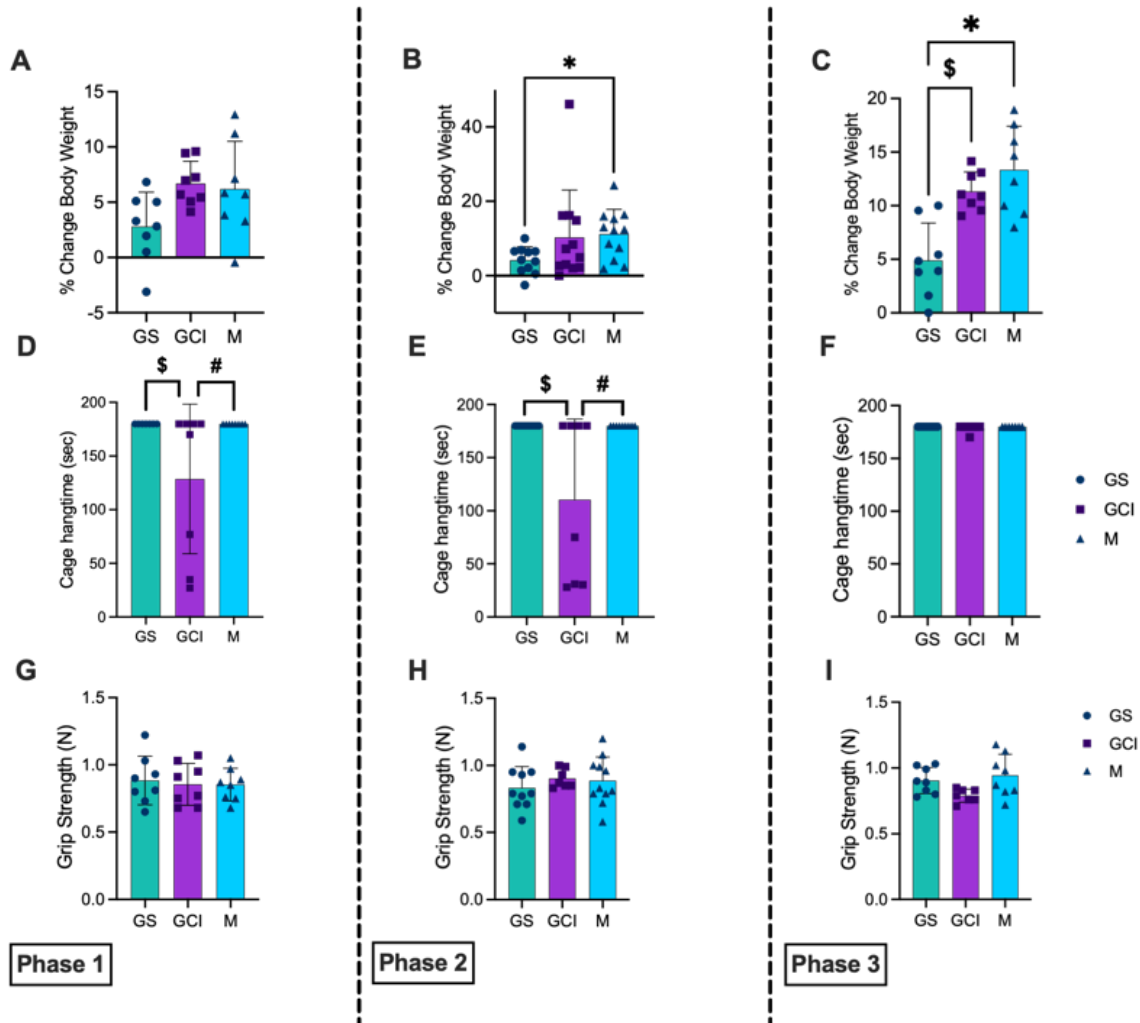 A
% Change Body Weight
15
10
5
0
-5
GS GCI M
B
*
% Change Body Weight
40
20
0
GS GCI M
C
*
$
% Change Body Weight
20
15
10
5
0
GS GCI M
D
$ #
Cage hangtime (sec)
200
150
100
50
0
GS GCI M
E
$ #
Cage hangtime (sec)
200
150
100
50
0
GS GCI M
F
Cage hangtime (sec)
200
150
100
50
0
GS GCI M
GS
GCI
M
G
Grip Strength (N)
1.5
1.0
0.5
0.0
GS GCI M
H
Grip Strength (N)
1.5
1.0
0.5
0.0
GS GCI M
I
Grip Strength (N)
1.5
1.0
0.5
0.0
GS GCI M
GS
GCI
M
Phase 1
Phase 2
Phase 3